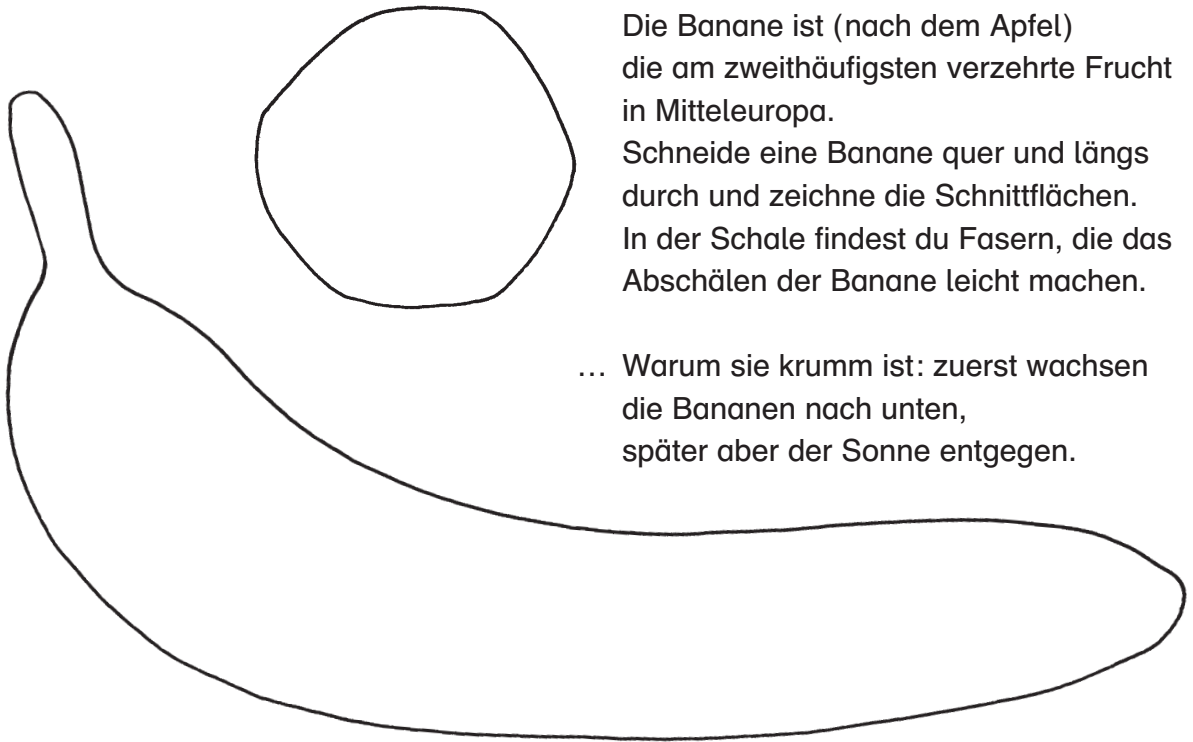 Die Banane ist (nach dem Apfel)
die am zweithäufigsten verzehrte Frucht
in Mitteleuropa.
Schneide eine Banane quer und längs
durch und zeichne die Schnittflächen.
In der Schale findest du Fasern, die das
Abschälen der Banane leicht machen.
... Warum sie krumm ist: zuerst wachsen
die Bananen nach unten,
später aber der Sonne entgegen.